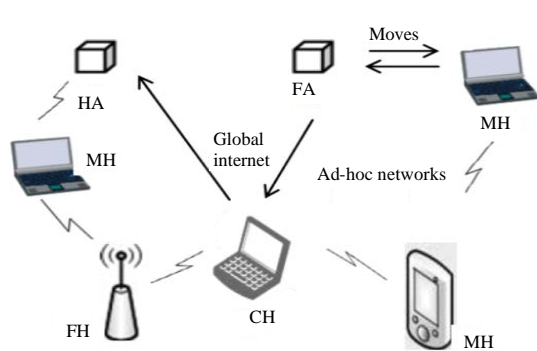 Moves
HA
FA
MH
MH
Global
internet
Ad-hoc networks
FH
CH
MH